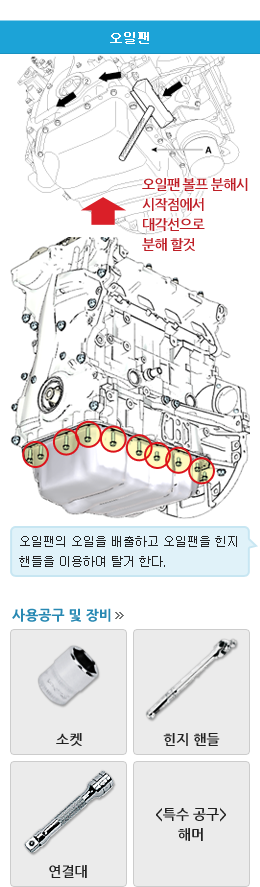 오일팬
A
오일팬 볼프 분해시
시작점에서
대각선으로
분해 할것
오일팬의 오일을 배출하고 오일팬을 힌지
핸들을 이용하여 탈거 한다.
사용공구 및 장비 »
소켓
힌지 핸들
연결대
<특수 공구>
해머